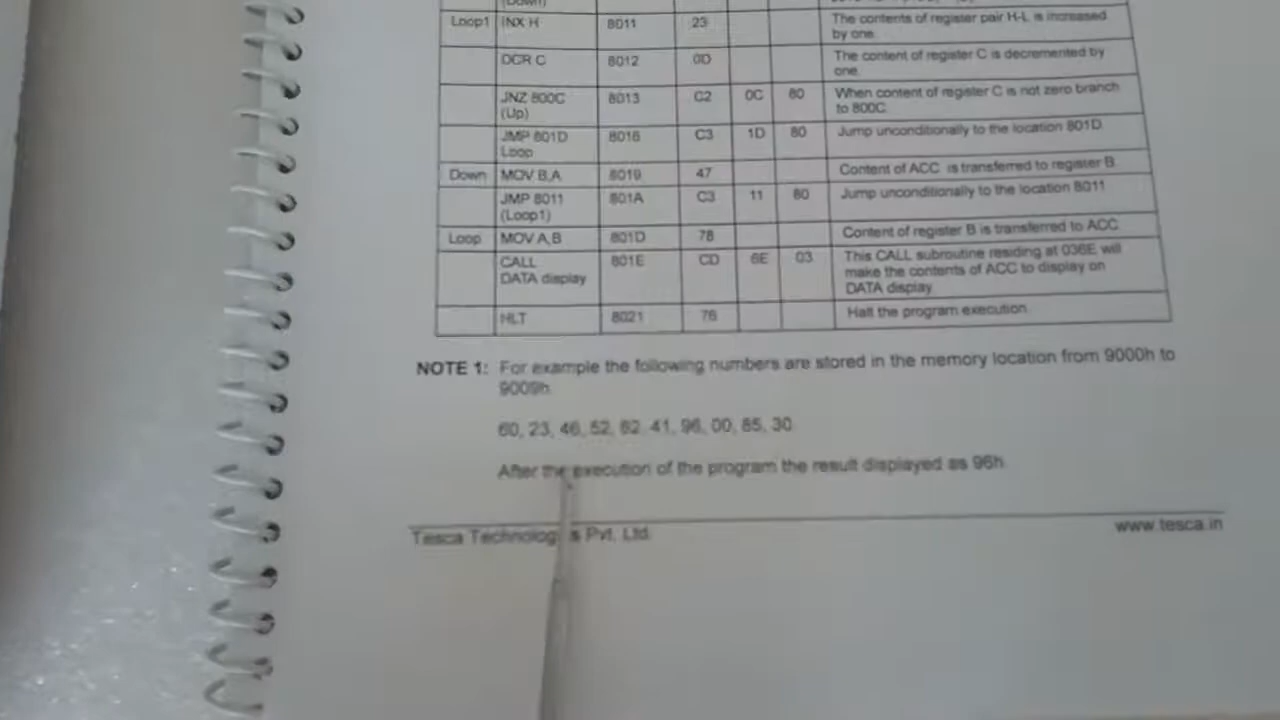 (Down)
Loop1 INX H 8011 23 The contents of register pair H-L is increased
by one.
DCR C 8012 0D The content of register C is decremented by
one.
JNZ 800C 8013 C2 0C 80 When content of register C is not zero branch
(Up) to 800C
JMP 801D 8016 C3 1D 80 Jump unconditionally to the location 801D
Loop
Down MOV B,A 8019 47 Content of ACC is transferred to register B.
JMP 8011 801A C3 11 80 Jump unconditionally to the location 8011
(Loop1)
Loop MOV A,B 801D 78 Content of register B is transferred to ACC
CALL 801E CD 6E 03 This CALL subroutine residing at 036E will
DATA display make the contents of ACC to display on
DATA display
HLT 8021 76 Halt the program execution.
NOTE 1: For example the following numbers are stored in the memory location from 9000h to
9009h
60, 23, 46, 52, 62, 41, 96, 00, 85, 30
After the execution of the program the result displayed as 96h
Tesca Technolog s Pvt. Ltd. www.tesca.in